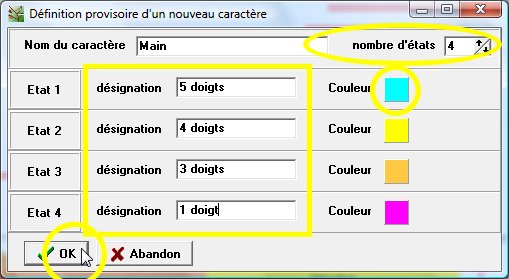 Définition provisoire d'un nouveau caractère
Nom du caractère Main nombre d'états 4
Etat 1 désignation 5 doigts Couleur
Etat 2 désignation 4 doigts Couleur
Etat 3 désignation 3 doigts Couleur
Etat 4 désignation 1 doigt Couleur
OK Abandon